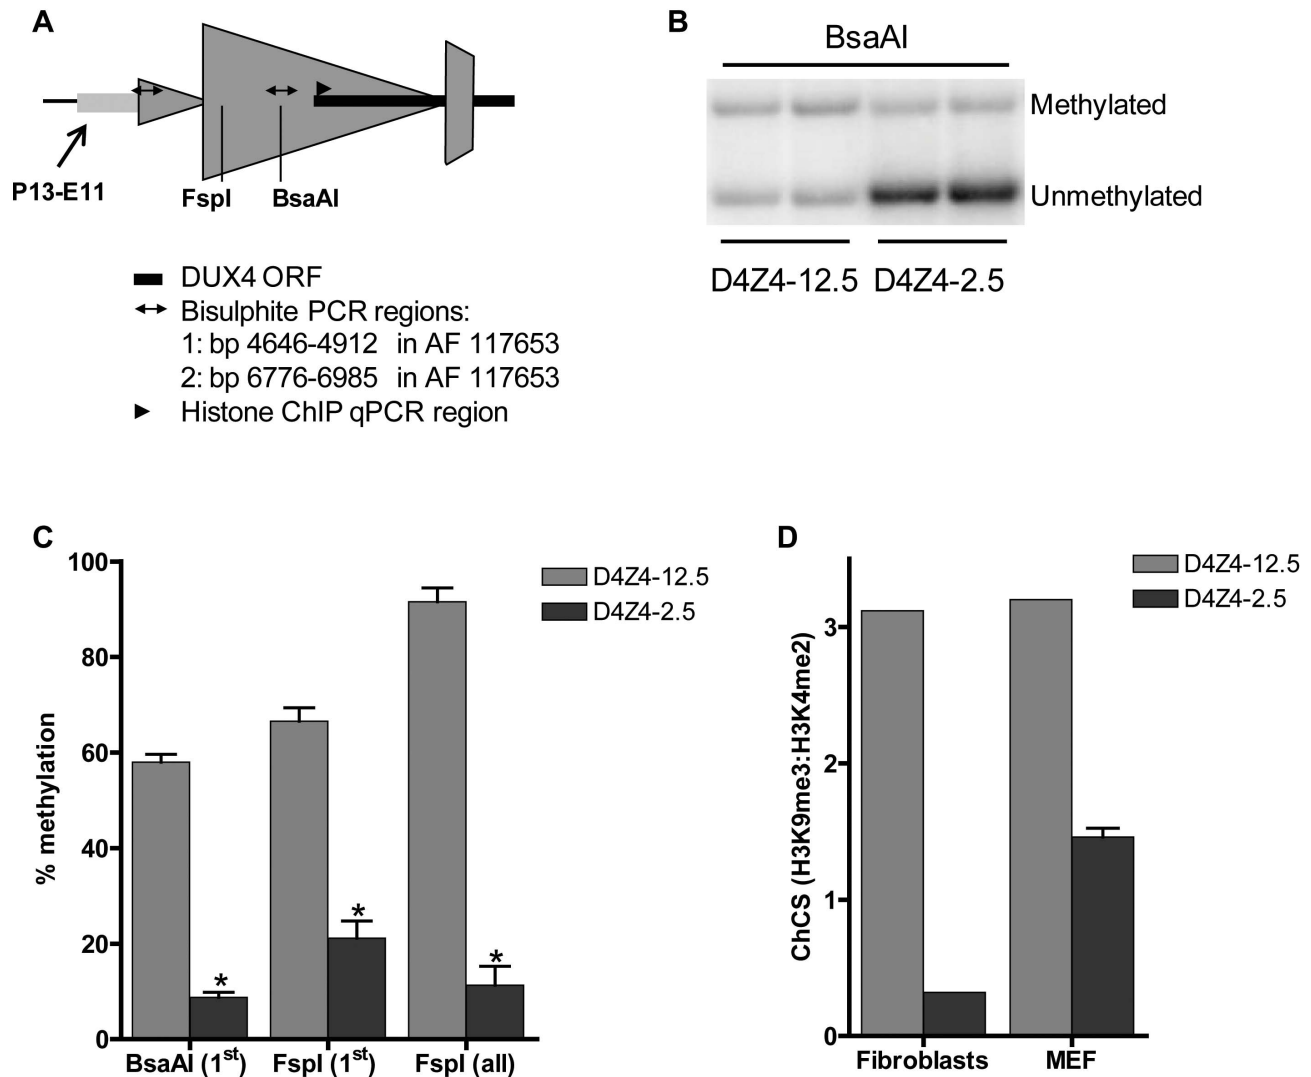 A
P13-E11
FspI
BsaAI
DUX4 ORF
Bisulphite PCR regions:
1: bp 4646-4912 in AF 117653
2: bp 6776-6985 in AF 117653
Histone ChIP qPCR region
B
BsaAI
Methylated
Unmethylated
D4Z4-12.5 D4Z4-2.5
C
% methylation
100
80
60
40
20
0
D4Z4-12.5
D4Z4-2.5
*
*
*
BsaAI (1st) FspI (1st) FspI (all)
D
ChCS (H3K9me3:H3K4me2)
3
2
1
0
D4Z4-12.5
D4Z4-2.5
Fibroblasts MEF